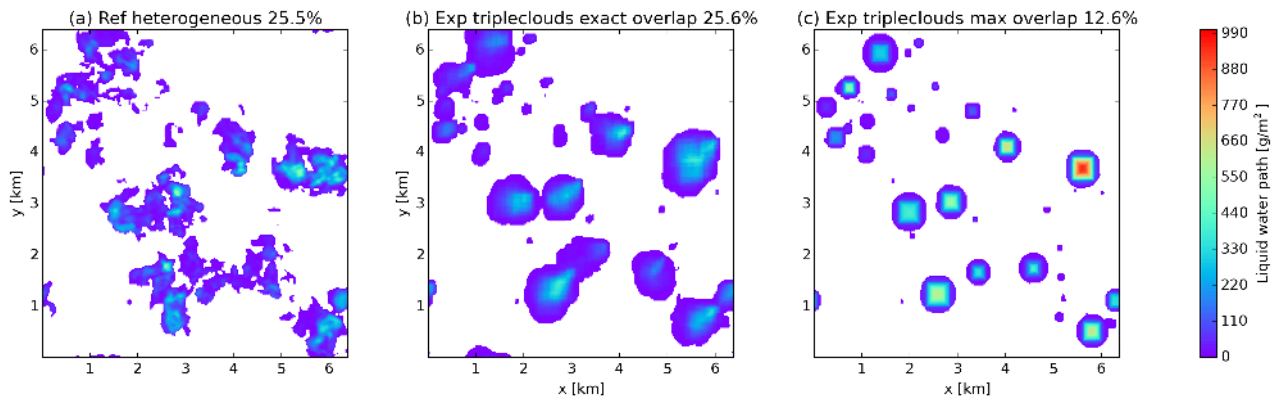 (a) Ref heterogeneous 25.5%
(b) Exp tripleclouds exact overlap 25.6%
(c) Exp tripleclouds max overlap 12.6%
y [km]
6
5
4
3
2
1
1 2 3 4 5 6
x [km]
y [km]
6
5
4
3
2
1
1 2 3 4 5 6
x [km]
y [km]
6
5
4
3
2
1
1 2 3 4 5 6
x [km]
990
880
770
660
550
440
330
220
110
0
Liquid water path [g/m²]